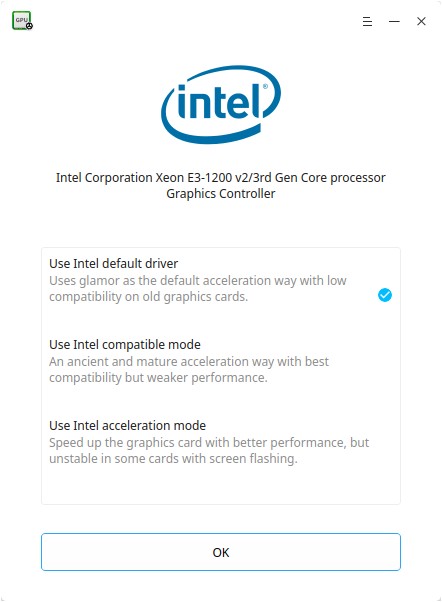 GPU
intel®
Intel Corporation Xeon E3-1200 v2/3rd Gen Core processor
Graphics Controller
Use Intel default driver
Uses glamor as the default acceleration way with low
compatibility on old graphics cards.
Use Intel compatible mode
An ancient and mature acceleration way with best
compatibility but weaker performance.
Use Intel acceleration mode
Speed up the graphics card with better performance, but
unstable in some cards with screen flashing.
OK